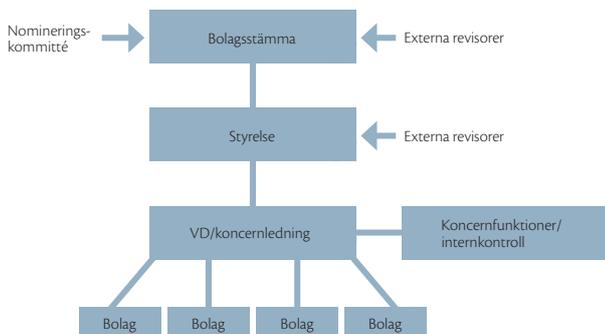 Nominerings-
kommitté
Bolagsstämma
Externa revisorer
Styrelse
Externa revisorer
VD/koncernledning
Koncernfunktioner/
internkontroll
Bolag
Bolag
Bolag
Bolag